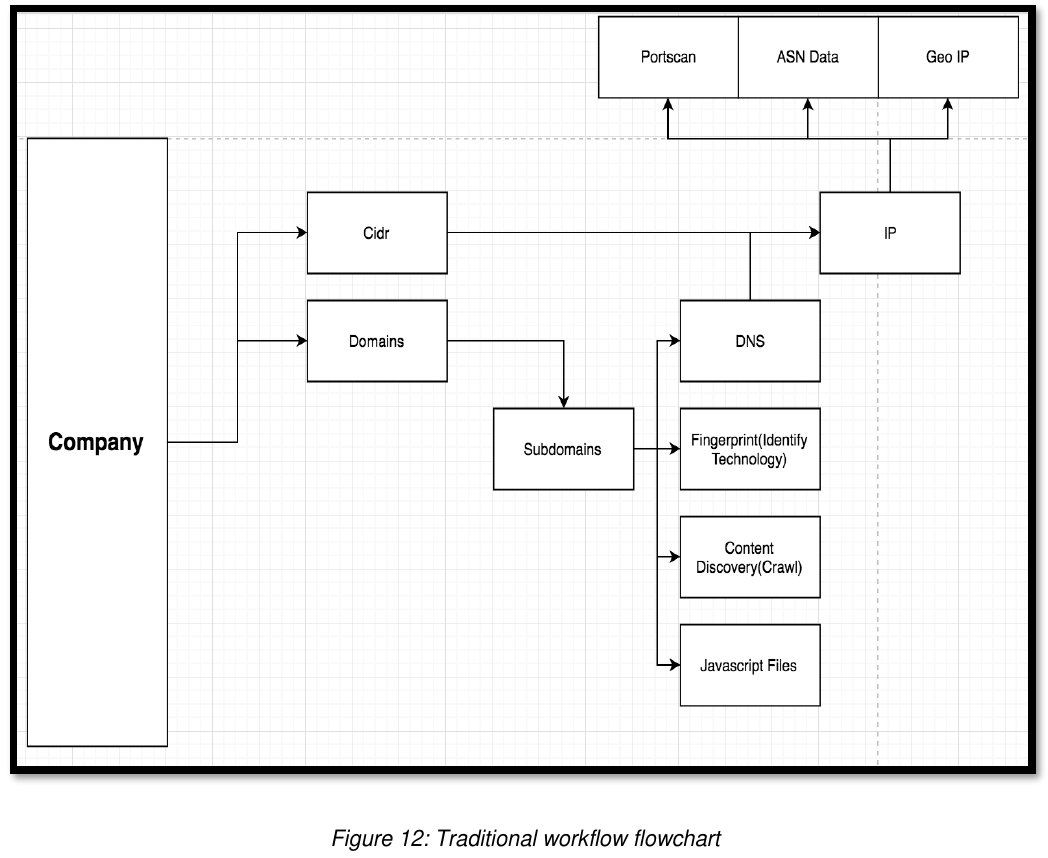 Portscan
ASN Data
Geo IP
Cidr
IP
Domains
DNS
Company
Subdomains
Fingerprint(Identify
Technology)
Content
Discovery(Crawl)
Javascript Files
Figure 12: Traditional workflow flowchart